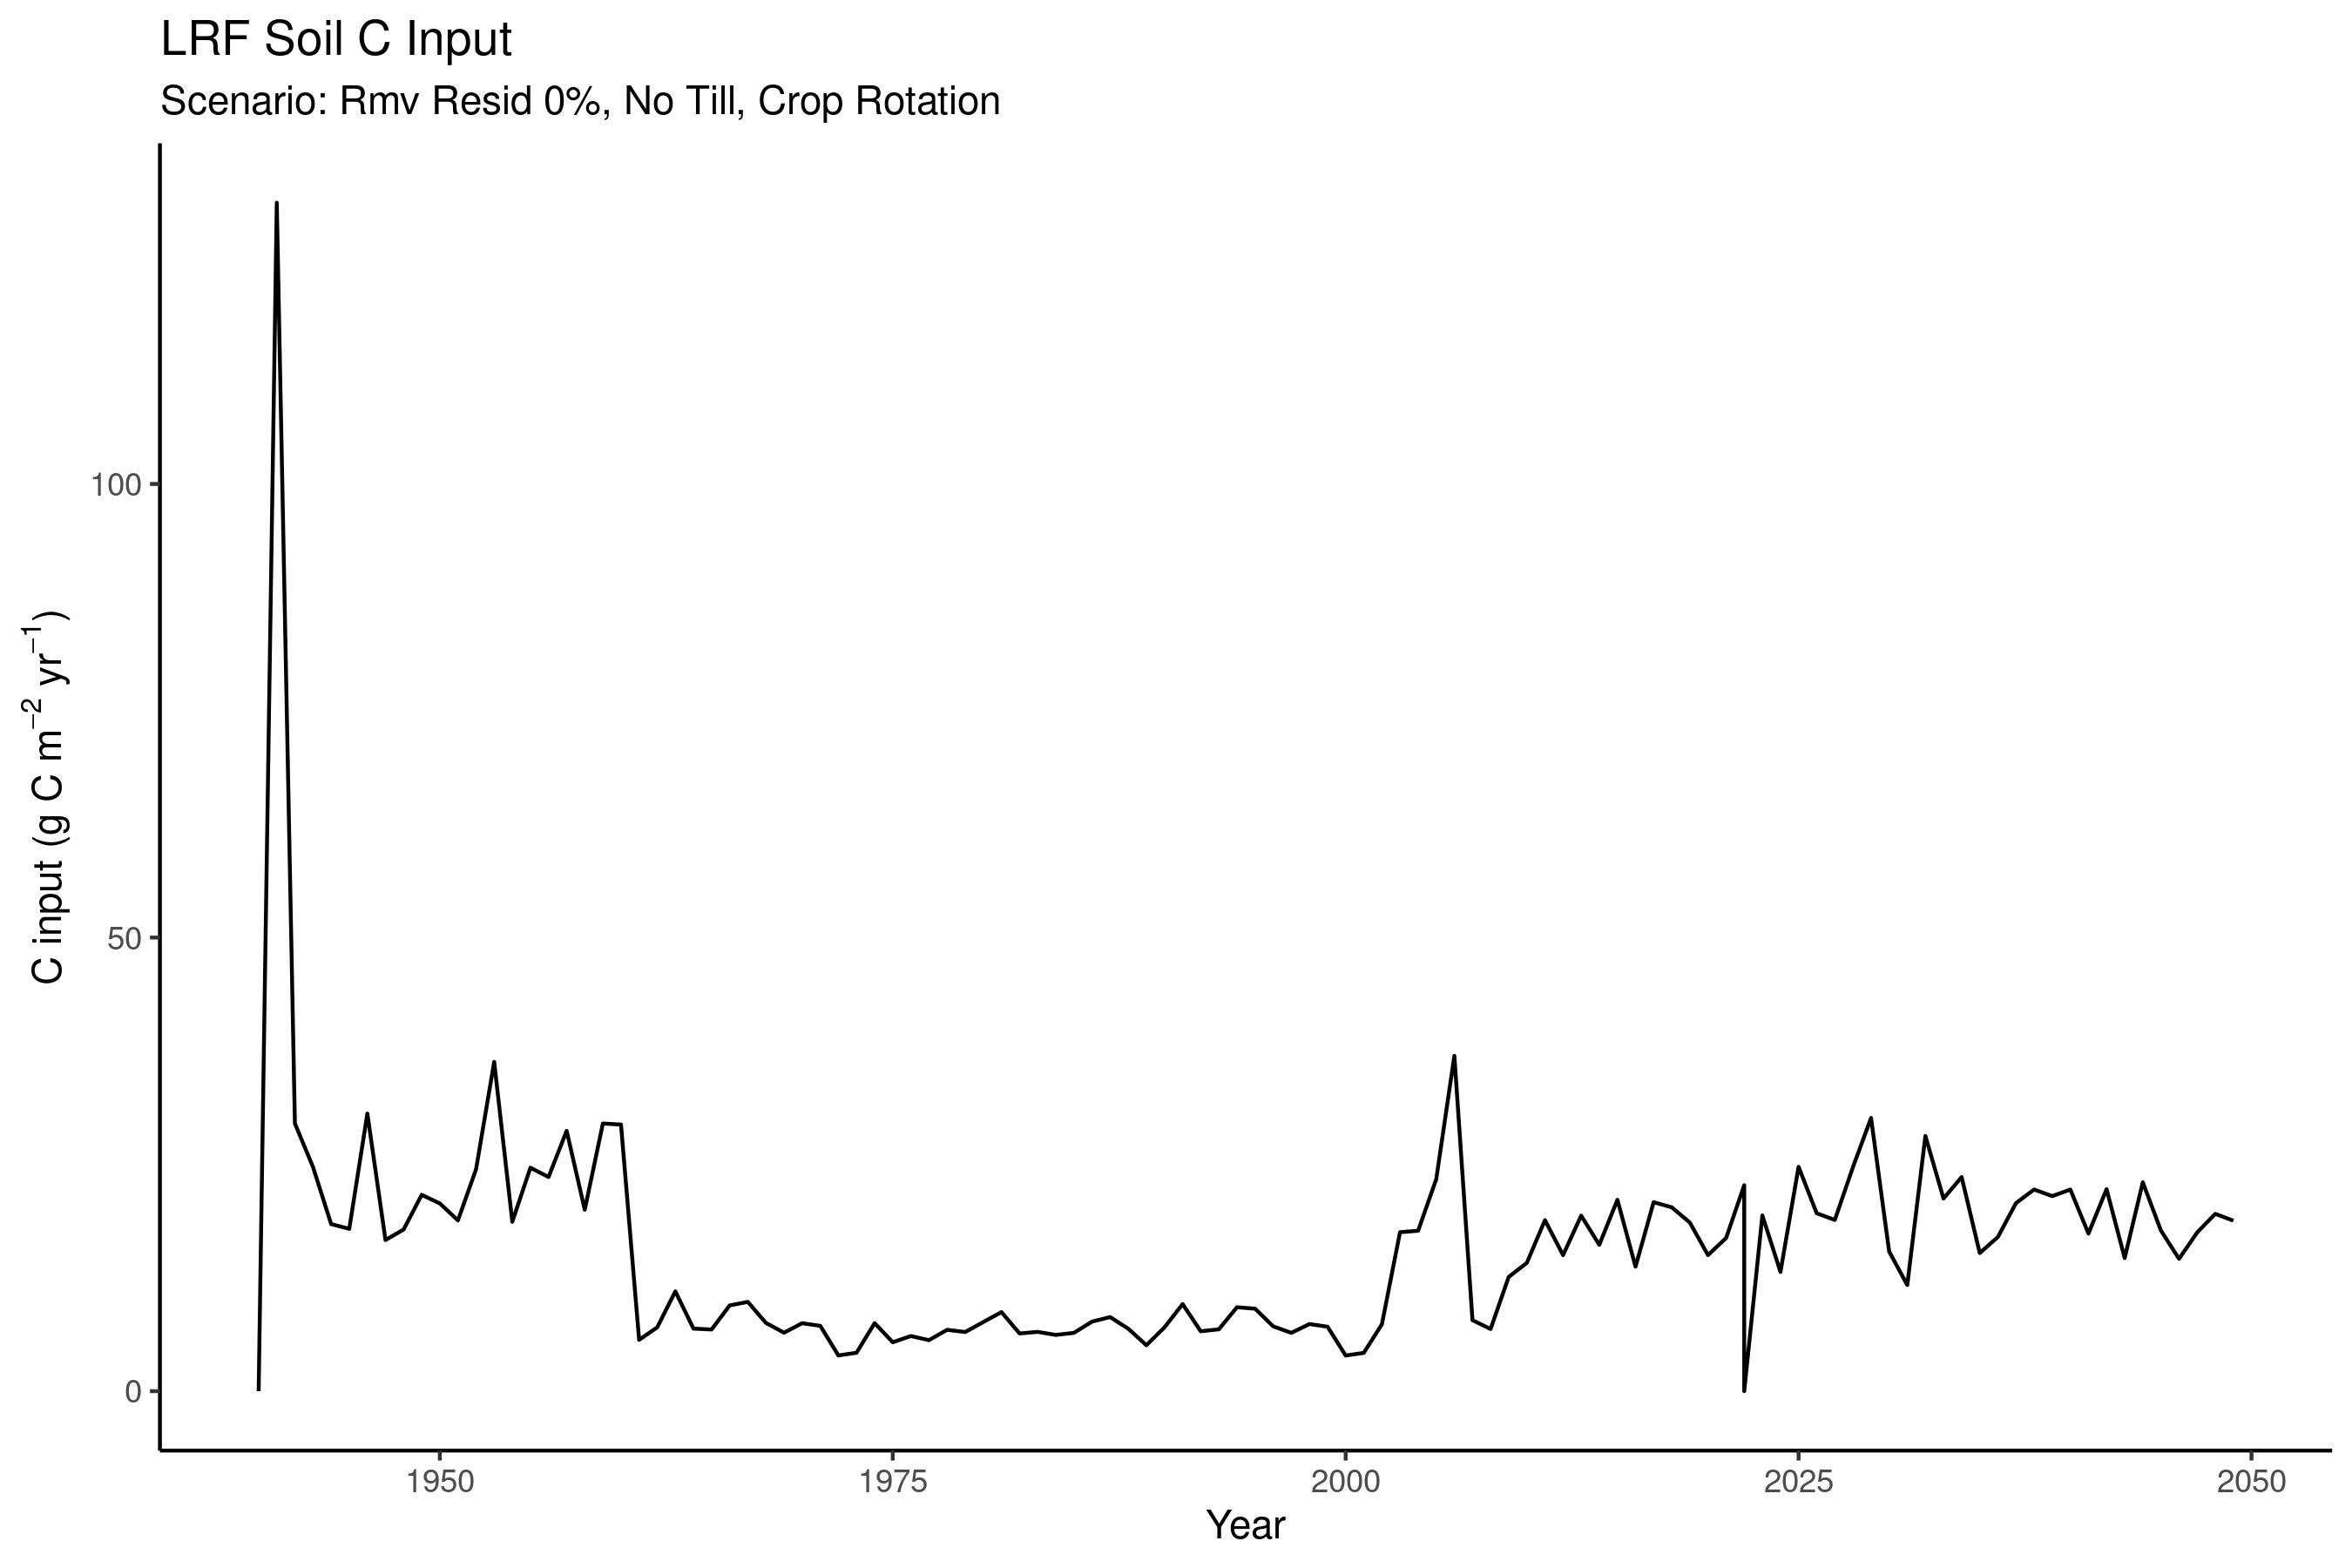 LRF Soil C Input
Scenario: Rmv Resid 0%, No Till, Crop Rotation
C input (g C m⁻² yr⁻¹)
100
50
0
1950 1975 2000 2025 2050
Year